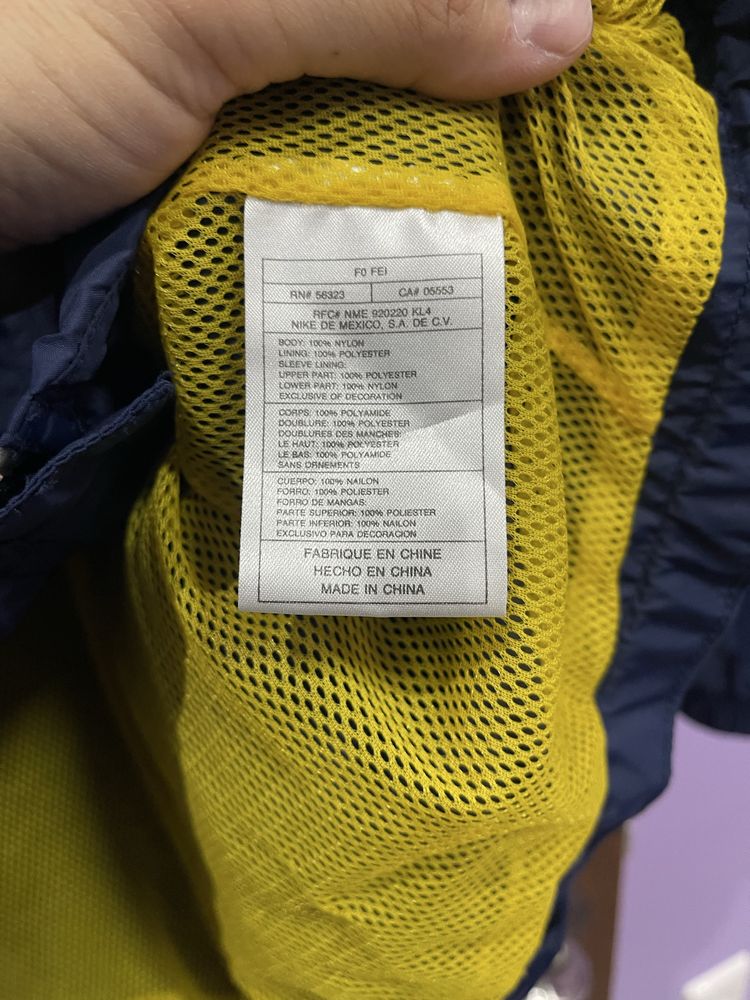 F0 FEI
RN# 56323 CA# 05553
RFC# NME 920220 KL4
NIKE DE MEXICO, S.A. DE C.V.
BODY: 100% NYLON
LINING: 100% POLYESTER
SLEEVE LINING:
UPPER PART: 100% POLYESTER
LOWER PART: 100% NYLON
EXCLUSIVE OF DECORATION
CORPS: 100% POLYAMIDE
DOUBLURE: 100% POLYESTER
DOUBLURES DES MANCHES:
LE HAUT: 100% POLYESTER
LE BAS: 100% POLYAMIDE
SANS ORNEMENTS
CUERPO: 100% NAILON
FORRO: 100% POLIESTER
FORRO DE MANGAS
PARTE SUPERIOR: 100% POLIESTER
PARTE INFERIOR: 100% NAILON
EXCLUSIVO PARA DECORACION
FABRIQUE EN CHINE
HECHO EN CHINA
MADE IN CHINA